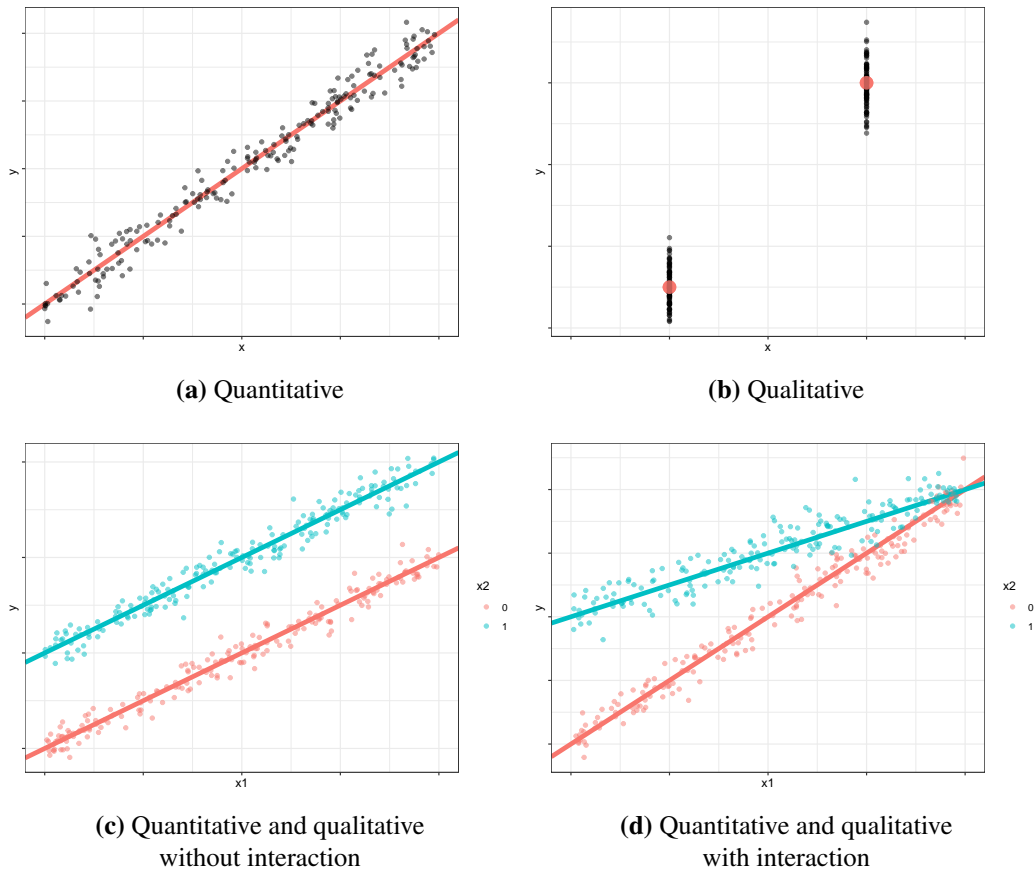 y
x
(a) Quantitative
y
x
(b) Qualitative
y
x1
x2
0
1
(c) Quantitative and qualitative
without interaction
y
x1
x2
0
1
(d) Quantitative and qualitative
with interaction